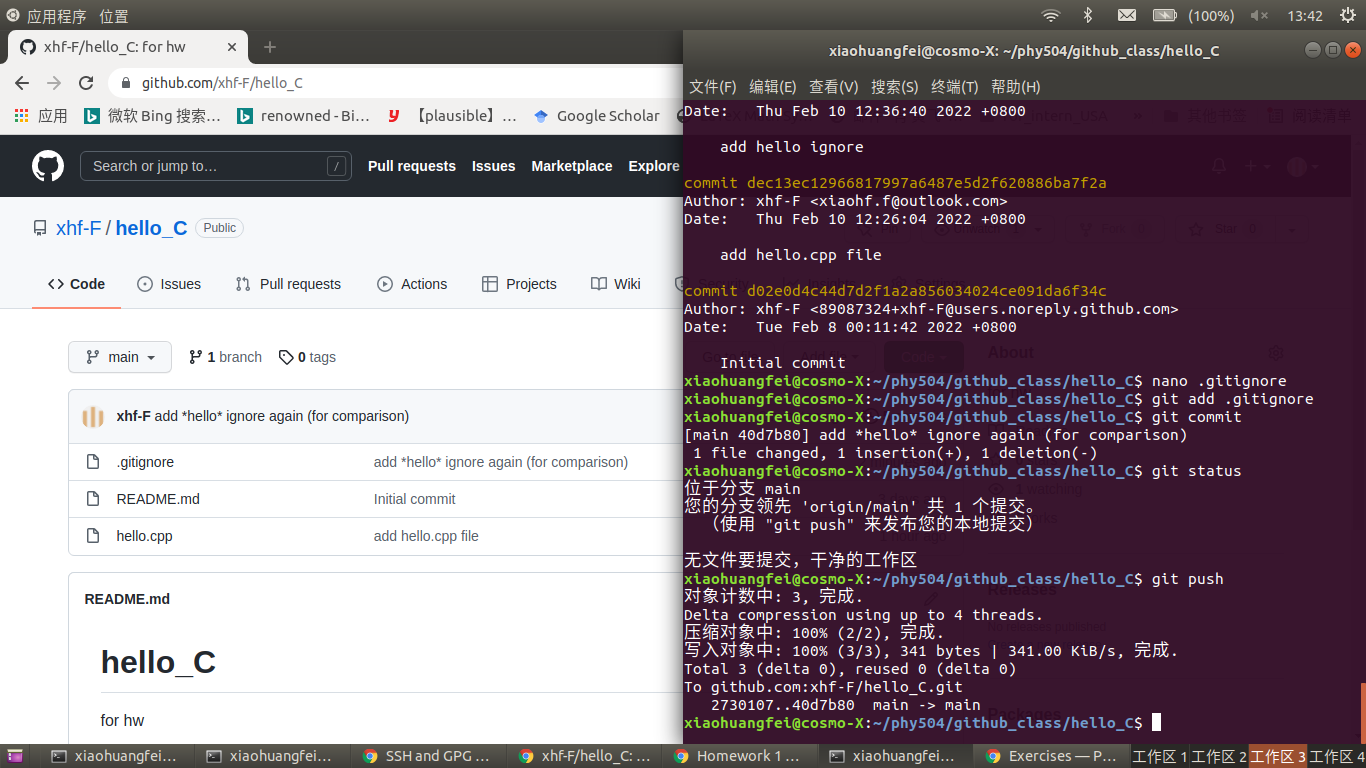 应用程序 位置
(100%) 13:42
xhf-F/hello_C: for hw
github.com/xhf-F/hello_C
应用 微软 Bing 搜索... renowned - Bi... 【plausible】... Google Scholar
Search or jump to... /
Pull requests Issues Marketplace Explore
xhf-F / hello_C Public
Code Issues Pull requests Actions Projects Wiki
main 1 branch 0 tags
xhf-F add *hello* ignore again (for comparison)
.gitignore add *hello* ignore again (for comparison)
README.md Initial commit
hello.cpp add hello.cpp file
README.md
hello_C
for hw
xiaohuangfei@cosmo-X: ~/phy504/github_class/hello_C
文件(F) 编辑(E) 查看(V) 搜索(S) 终端(T) 帮助(H)
Date:   Thu Feb 10 12:36:40 2022 +0800
add hello ignore
commit dec13ec12966817997a6487e5d2f620886ba7f2a
Author: xhf-F <xiaohf.f@outlook.com>
Date:   Thu Feb 10 12:26:04 2022 +0800
add hello.cpp file
commit d02e0d4c44d7d2f1a2a856034024ce091da6f34c
Author: xhf-F <89087324+xhf-F@users.noreply.github.com>
Date:   Tue Feb 8 00:11:42 2022 +0800
Initial commit
xiaohuangfei@cosmo-X:~/phy504/github_class/hello_C$ nano .gitignore
xiaohuangfei@cosmo-X:~/phy504/github_class/hello_C$ git add .gitignore
xiaohuangfei@cosmo-X:~/phy504/github_class/hello_C$ git commit
[main 40d7b80] add *hello* ignore again (for comparison)
1 file changed, 1 insertion(+), 1 deletion(-)
xiaohuangfei@cosmo-X:~/phy504/github_class/hello_C$ git status
位于分支 main
您的分支领先 'origin/main' 共 1 个提交。
（使用 "git push" 来发布您的本地提交）
无文件要提交，干净的工作区
xiaohuangfei@cosmo-X:~/phy504/github_class/hello_C$ git push
对象计数中: 3, 完成.
Delta compression using up to 4 threads.
压缩对象中: 100% (2/2), 完成.
写入对象中: 100% (3/3), 341 bytes | 341.00 KiB/s, 完成.
Total 3 (delta 0), reused 0 (delta 0)
To github.com:xhf-F/hello_C.git
2730107..40d7b80  main -> main
xiaohuangfei@cosmo-X:~/phy504/github_class/hello_C$
xiaohuangfei... xiaohuangfei... SSH and GPG ... xhf-F/hello_C: ... Homework 1 ... xiaohuangfei... Exercises — P... 工作区 1 工作区 2 工作区 3 工作区 4